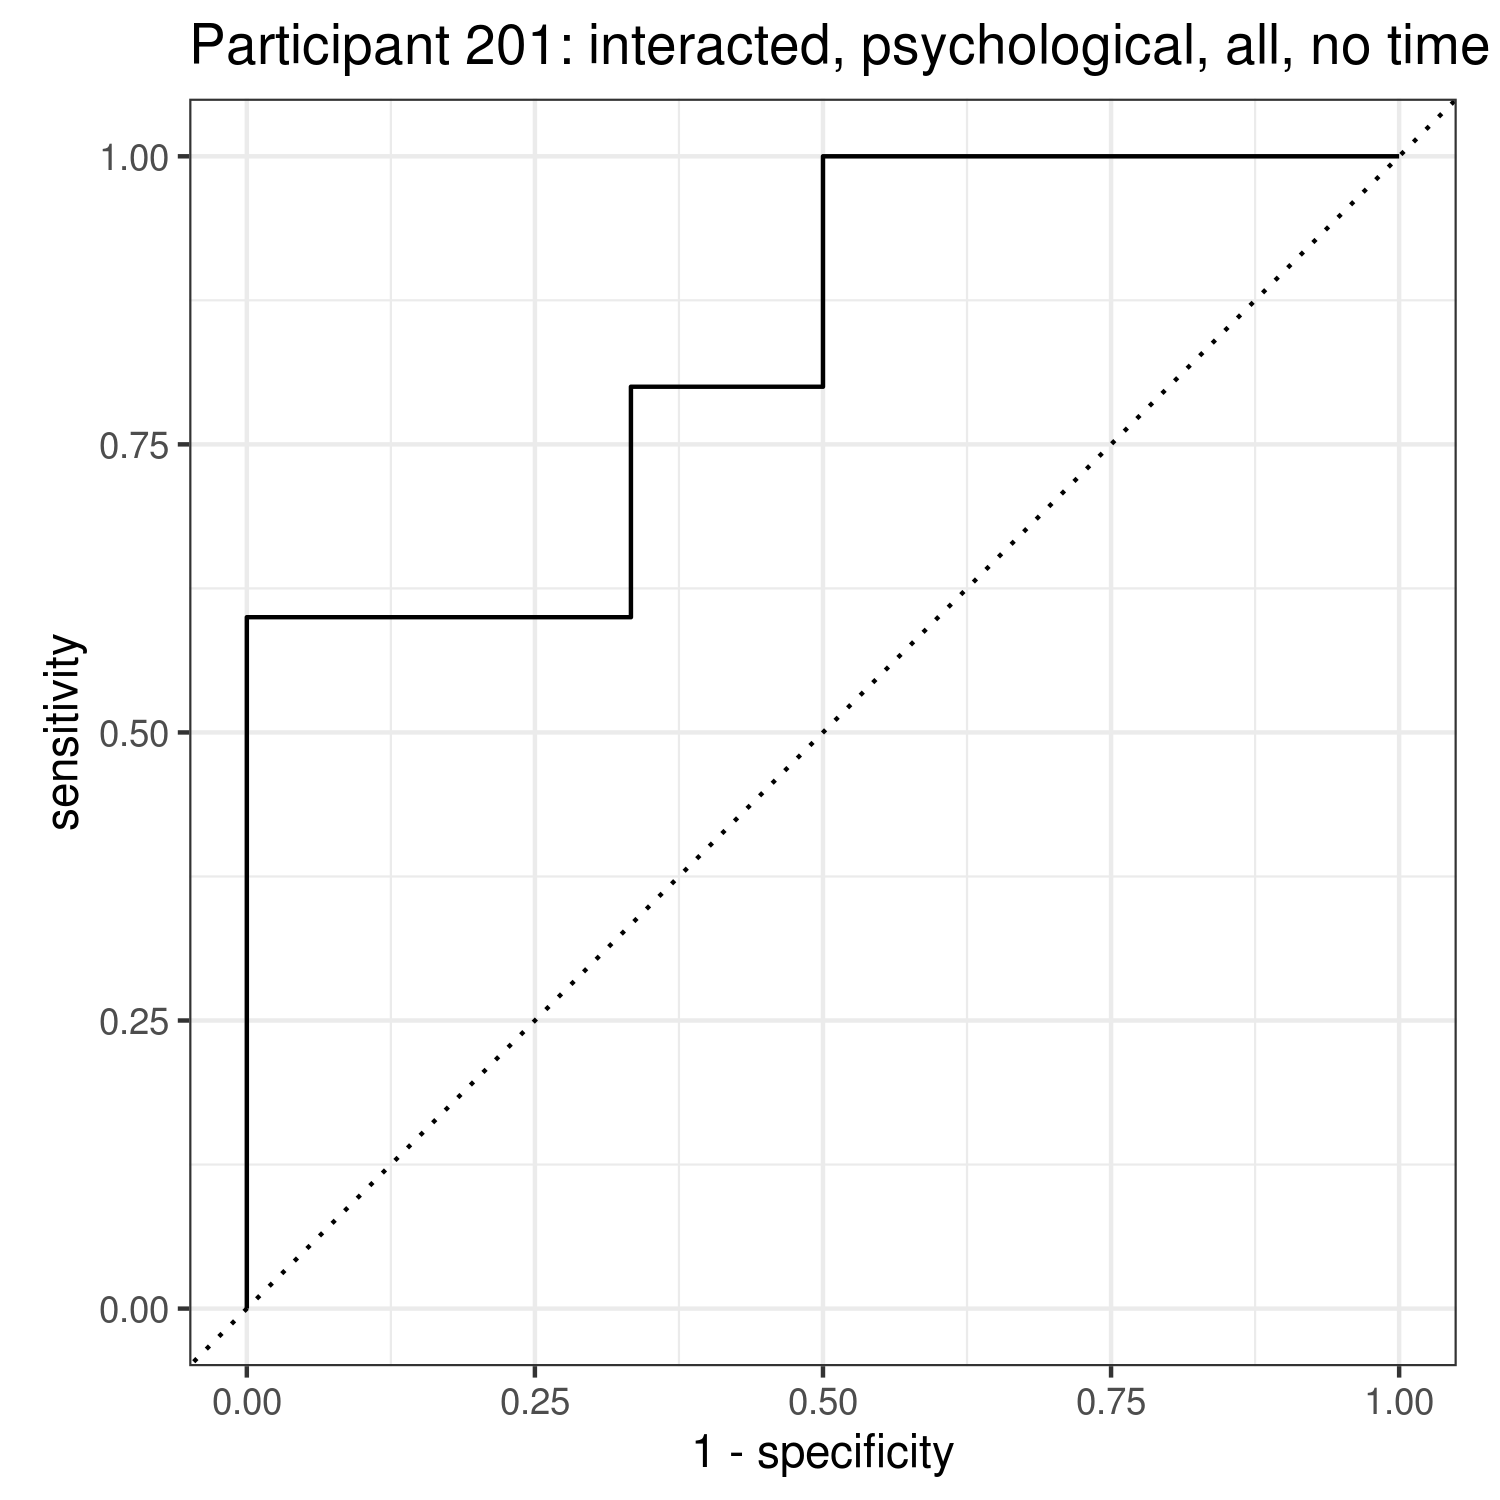 Participant 201: interacted, psychological, all, no time
1.00
0.75
0.50
0.25
0.00
sensitivity
0.00 0.25 0.50 0.75 1.00
1 - specificity